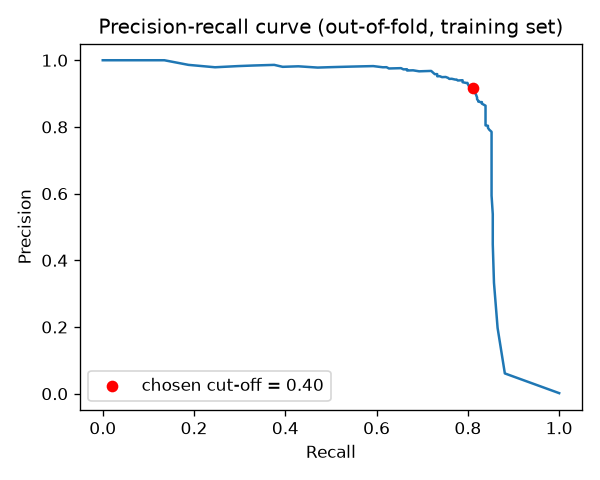 Precision-recall curve (out-of-fold, training set)
1.0
0.8
0.6
0.4
0.2
0.0
Precision
chosen cut-off = 0.40
0.0 0.2 0.4 0.6 0.8 1.0
Recall